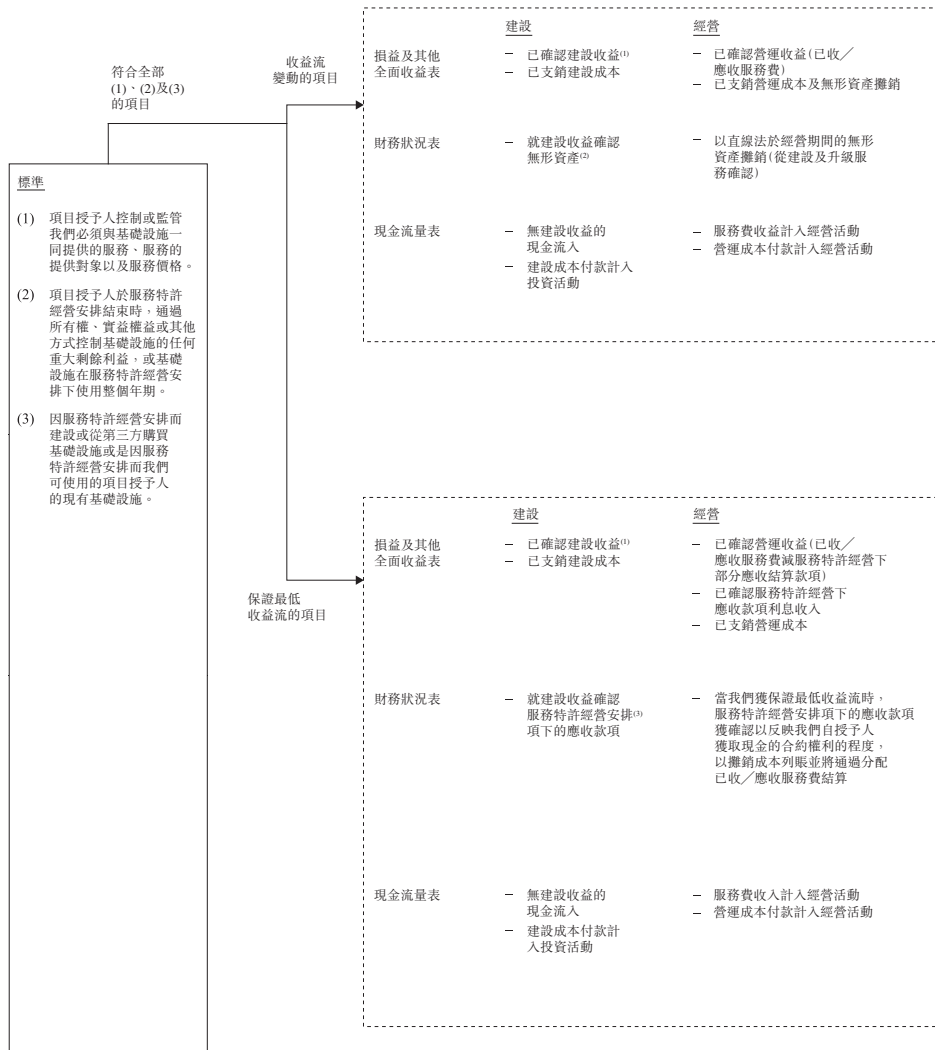 符合全部
(1)、(2)及(3)
的項目
標準
(1) 項目授予人控制或監管
我們必須與基礎設施一
同提供的服務、服務的
提供對象以及服務價格。
(2) 項目授予人於服務特許
經營安排結束時，通過
所有權、實益權益或其他
方式控制基礎設施的任何
重大剩餘利益，或基礎
設施在服務特許經營安
排下使用整個年期。
(3) 因服務特許經營安排而
建設或從第三方購買
基礎設施或是因服務
特許經營安排而我們
可使用的項目授予人
的現有基礎設施。
收益流
變動的項目
建設
經營
損益及其他
全面收益表
– 已確認建設收益(1)
– 已支銷建設成本
– 已確認營運收益(已收╱
應收服務費)
– 已支銷營運成本及無形資產攤銷
財務狀況表
– 就建設收益確認
無形資產(2)
– 以直線法於經營期間的無形
資產攤銷(從建設及升級服
務確認)
現金流量表
– 無建設收益的
現金流入
– 建設成本付款計入
投資活動
– 服務費收益計入經營活動
– 營運成本付款計入經營活動
保證最低
收益流的項目
建設
經營
損益及其他
全面收益表
– 已確認建設收益(1)
– 已支銷建設成本
– 已確認營運收益(已收╱
應收服務費減服務特許經營下
部分應收結算款項)
– 已確認服務特許經營下
應收款項利息收入
– 已支銷營運成本
財務狀況表
– 就建設收益確認
服務特許經營安排(3)
項下的應收款項
– 當我們獲保證最低收益流時，
服務特許經營安排項下的應收款項
獲確認以反映我們自授予人
獲取現金的合約權利的程度，
以攤銷成本列賬並將通過分配
已收╱應收服務費結算
現金流量表
– 無建設收益的
現金流入
– 建設成本付款計
入投資活動
– 服務費收入計入經營活動
– 營運成本付款計入經營活動